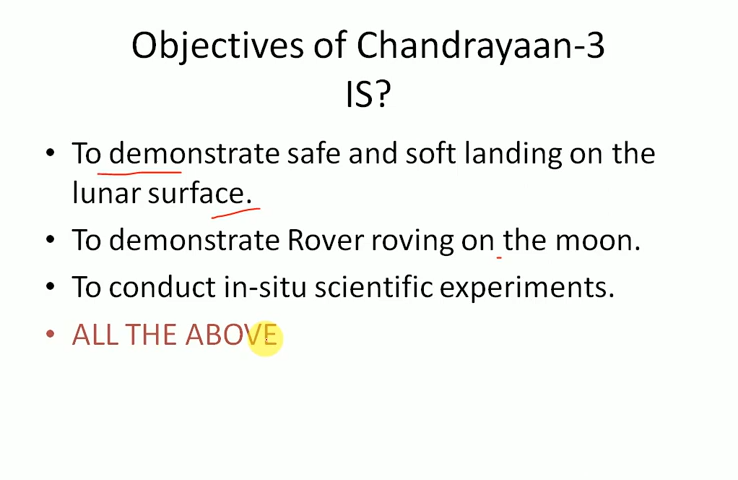 Objectives of Chandrayaan-3
IS?
• To demonstrate safe and soft landing on the
lunar surface.
• To demonstrate Rover roving on the moon.
• To conduct in-situ scientific experiments.
• ALL THE ABOVE